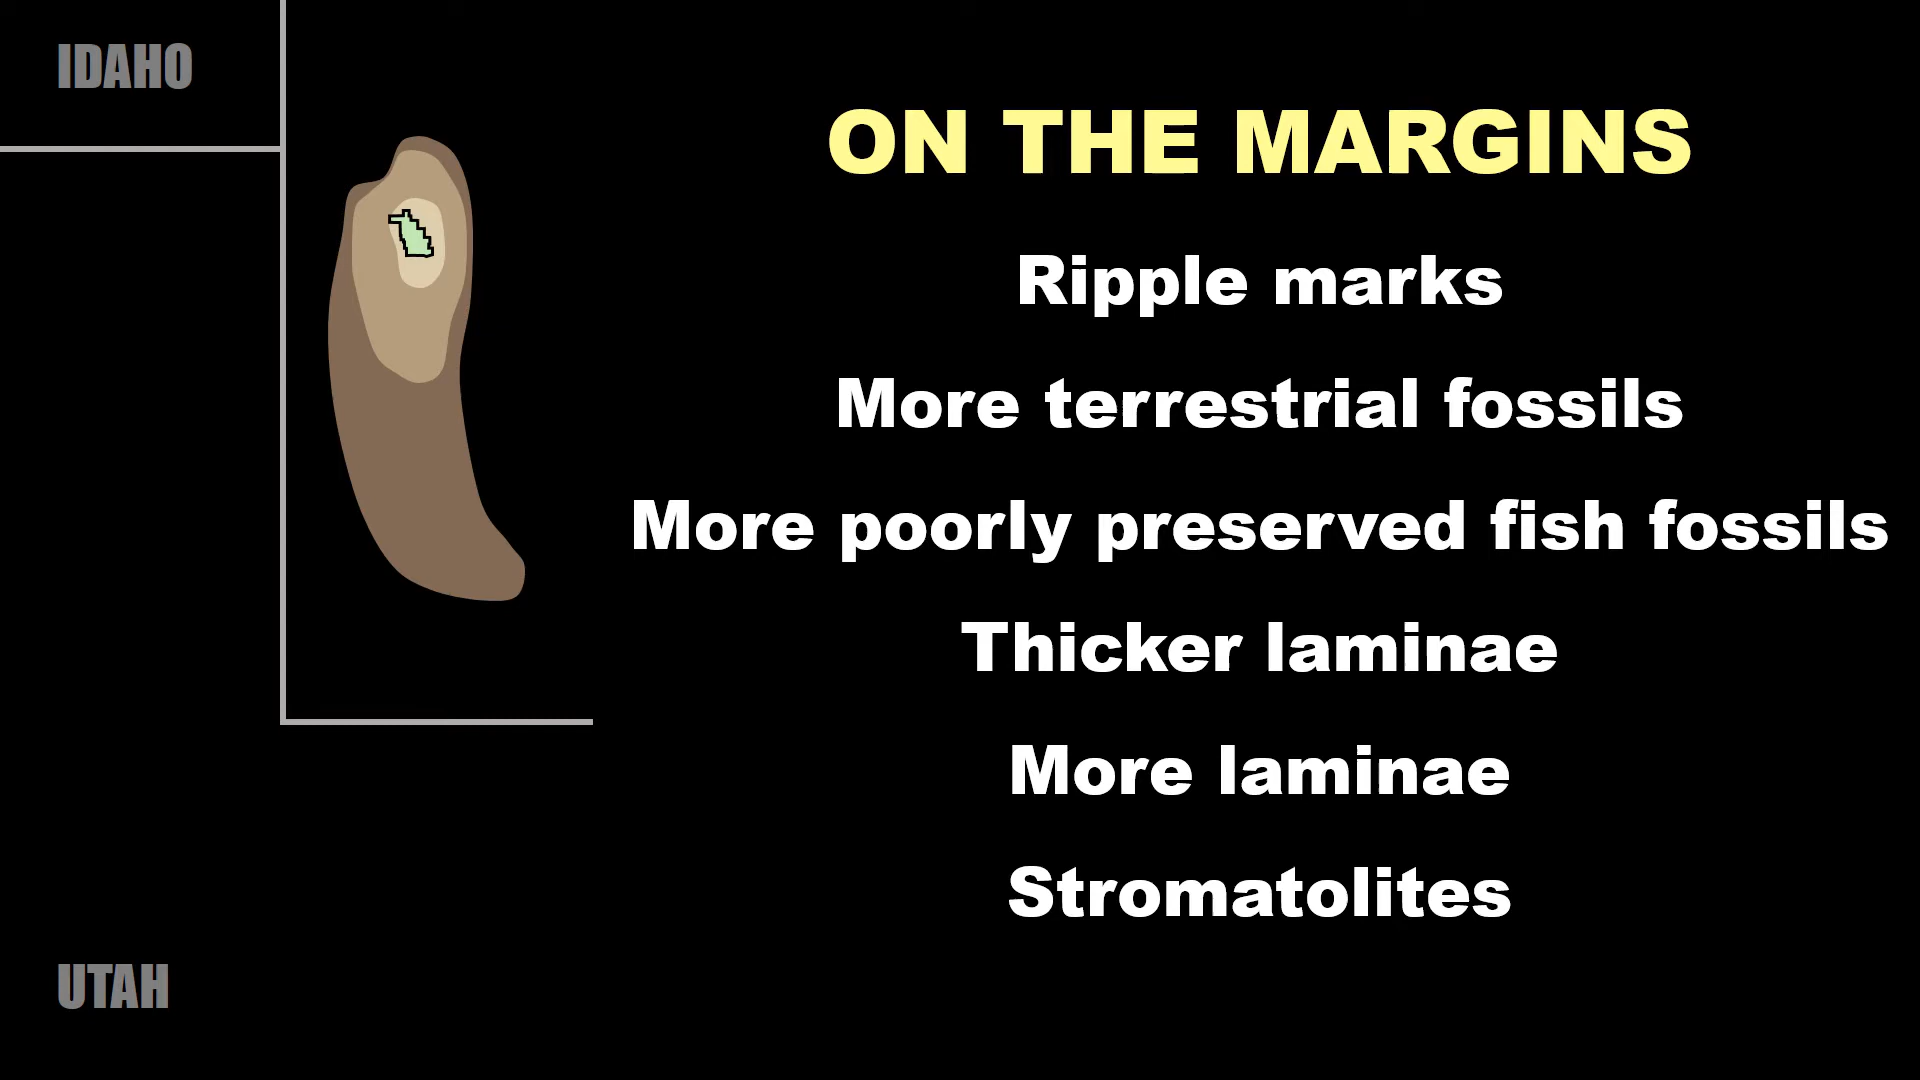 IDAHO
ON THE MARGINS
Ripple marks
More terrestrial fossils
More poorly preserved fish fossils
Thicker laminae
More laminae
Stromatolites
UTAH